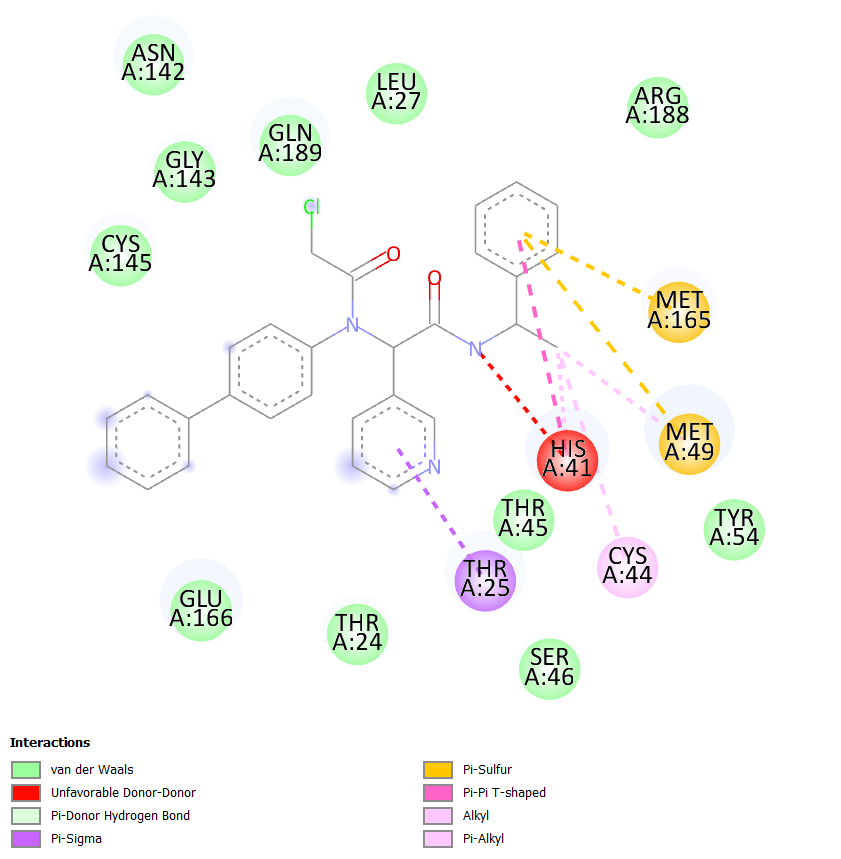 ASN
A:142
LEU
A:27
ARG
A:188
GLN
A:189
GLY
A:143
Cl
CYS
A:145
O
O
MET
A:165
N
N
MET
A:49
HIS
A:41
N
THR
A:45
TYR
A:54
CYS
A:44
THR
A:25
GLU
A:166
THR
A:24
SER
A:46
Interactions
van der Waals
Unfavorable Donor-Donor
Pi-Donor Hydrogen Bond
Pi-Sigma
Pi-Sulfur
Pi-Pi T-shaped
Alkyl
Pi-Alkyl